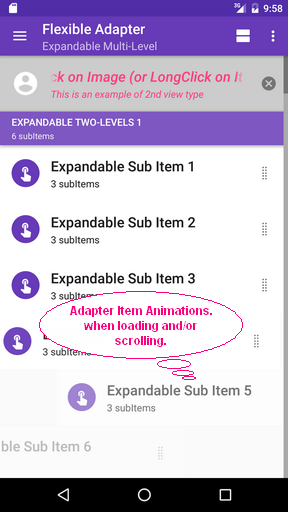 3G 9:58
Flexible Adapter
Expandable Multi-Level
ck on Image (or LongClick on It
This is an example of 2nd view type
EXPANDABLE TWO-LEVELS 1
6 subItems
Expandable Sub Item 1
3 subItems
Expandable Sub Item 2
3 subItems
Expandable Sub Item 3
3 subItems
Adapter Item Animations.
when loading and/or
scrolling.
3 subItems
Expandable Sub Item 5
3 subItems
ble Sub Item 6